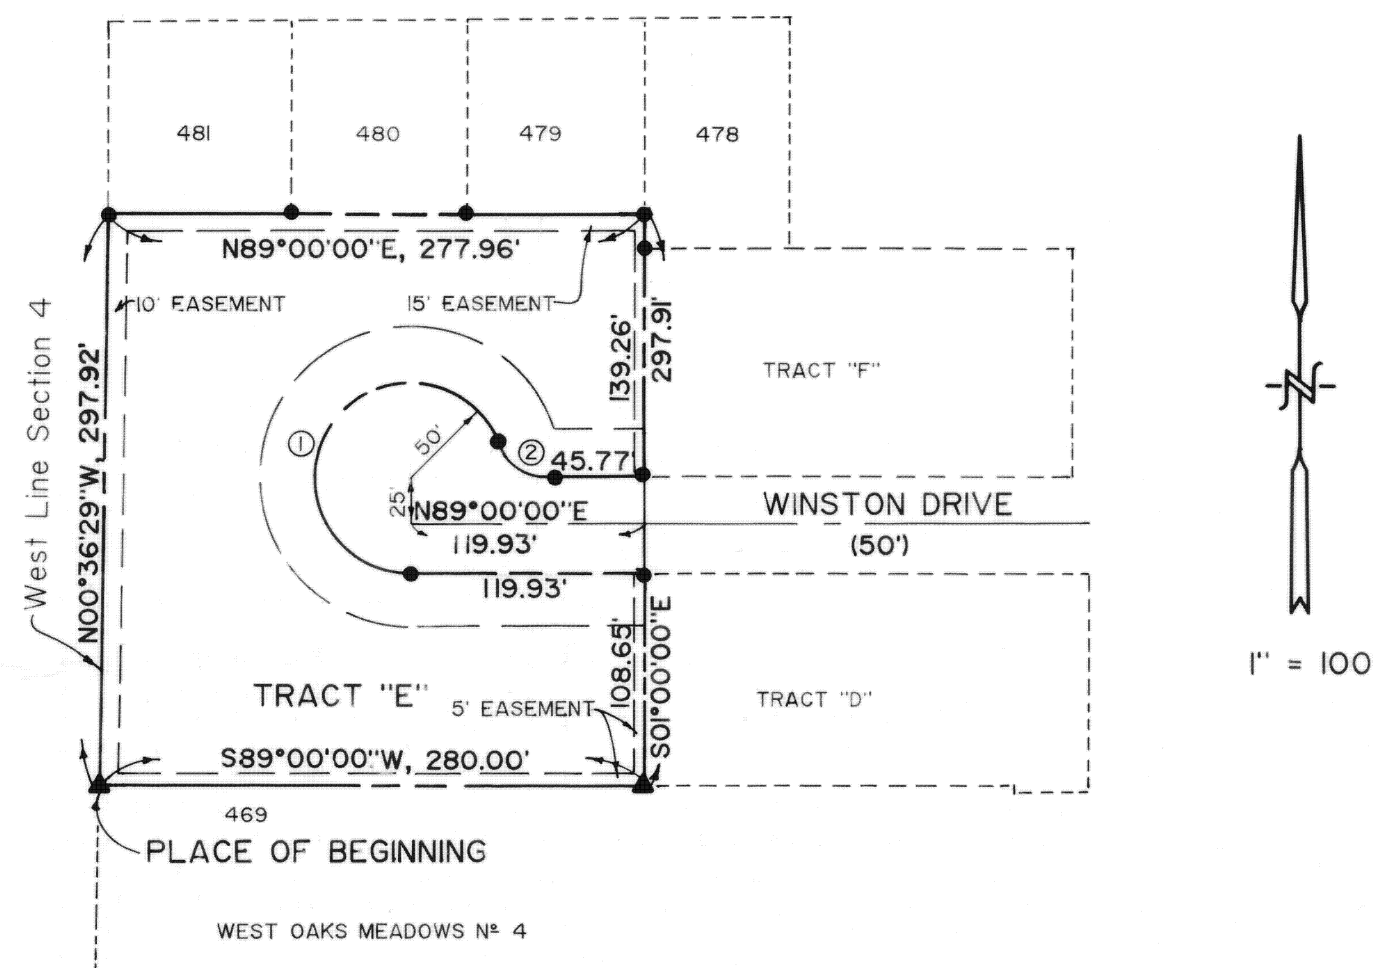 481
480
479
478
N89°00'00"E, 277.96'
10' EASEMENT
15' EASEMENT
West Line Section 4
N00°36'29"W, 297.92'
139.26'
297.91'
TRACT "F"
1
50'
2
45.77'
25'
N89°00'00"E
119.93'
119.93'
WINSTON DRIVE
(50')
N
1" = 100
108.65'
S01°00'00"E
TRACT "E"
5' EASEMENT
TRACT "D"
S89°00'00"W, 280.00'
469
PLACE OF BEGINNING
WEST OAKS MEADOWS Nº 4